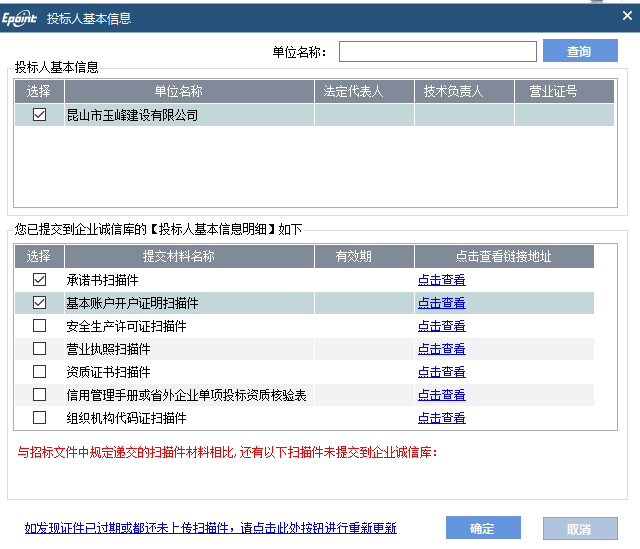 Epoint 投标人基本信息
单位名称： 查询
投标人基本信息
选择 单位名称 法定代表人 技术负责人 营业证号
昆山市玉峰建设有限公司
您已提交到企业诚信库的【投标人基本信息明细】如下
选择 提交材料名称 有效期 点击查看链接地址
承诺书扫描件 点击查看
基本账户开户证明扫描件 点击查看
安全生产许可证扫描件 点击查看
营业执照扫描件 点击查看
资质证书扫描件 点击查看
信用管理手册或省外企业单项投标资质核验表 点击查看
组织机构代码证扫描件 点击查看
与招标文件中规定递交的扫描件材料相比,还有以下扫描件未提交到企业诚信库：
如发现证件已过期或都还未上传扫描件，请点击此处按钮进行重新更新 确定 取消